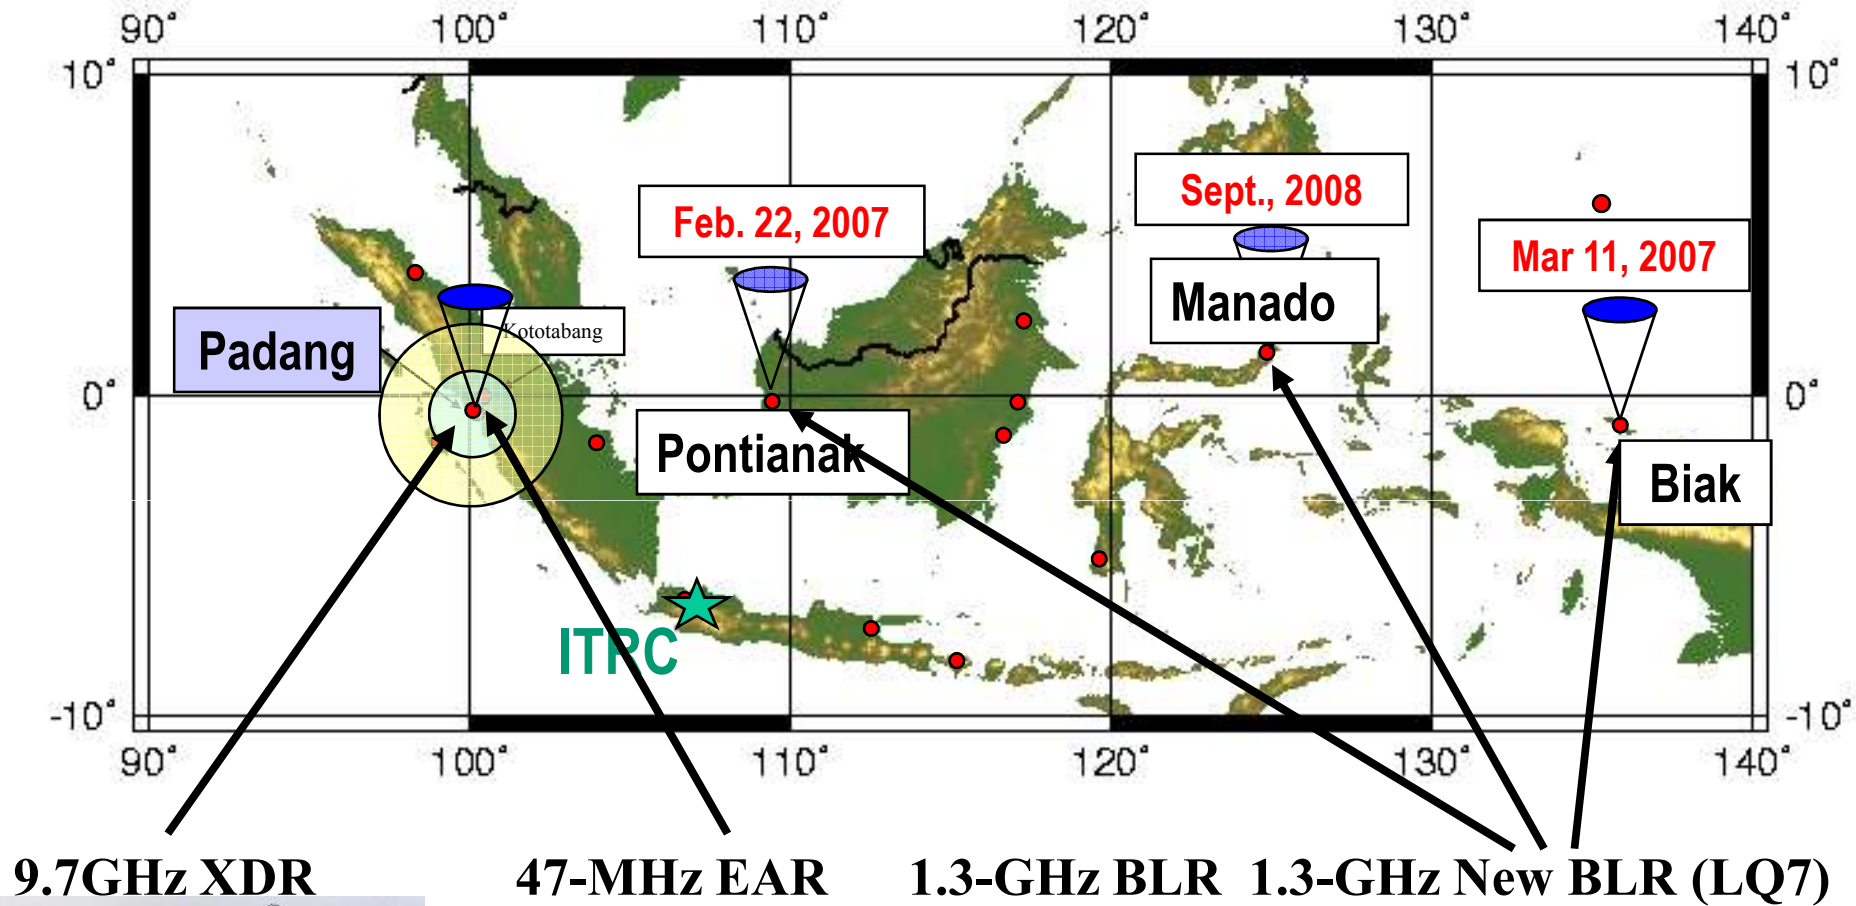 90° 100° 110° 120° 130° 140°
10° 10°
Sept., 2008
Feb. 22, 2007
Mar 11, 2007
Manado
Kototabang
Padang
0° 0°
Pontianak
Biak
ITPC
-10° -10°
90° 100° 110° 120° 130° 140°
9.7GHz XDR 47-MHz EAR 1.3-GHz BLR 1.3-GHz New BLR (LQ7)